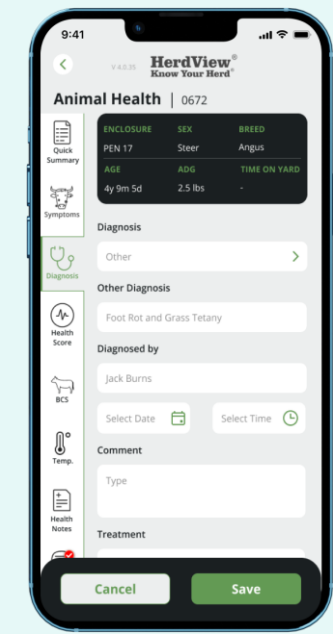 9:41
V 4.0.35
HerdView®
Know Your Herd®
Animal Health | 0672
Quick Summary
ENCLOSURE SEX BREED
PEN 17 Steer Angus
AGE ADG TIME ON YARD
4y 9m 5d 2.5 lbs -
Symptoms
Diagnosis
Diagnosis
Other
Other Diagnosis
Foot Rot and Grass Tetany
Health
Score
Diagnosed by
Jack Burns
BCS
Select Date Select Time
Temp.
Comment
Type
Health
Notes
Treatment
Cancel Save